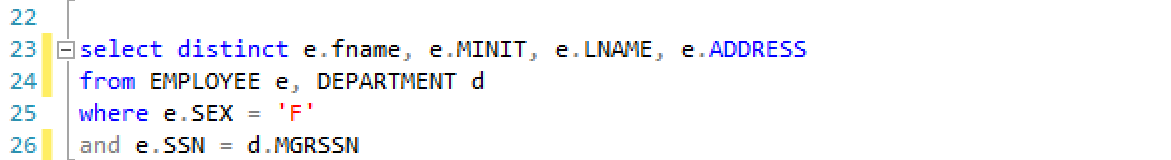 22
23 select distinct e.fname, e.MINIT, e.LNAME, e.ADDRESS
24 from EMPLOYEE e, DEPARTMENT d
25 where e.SEX = 'F'
26 and e.SSN = d.MGRSSN